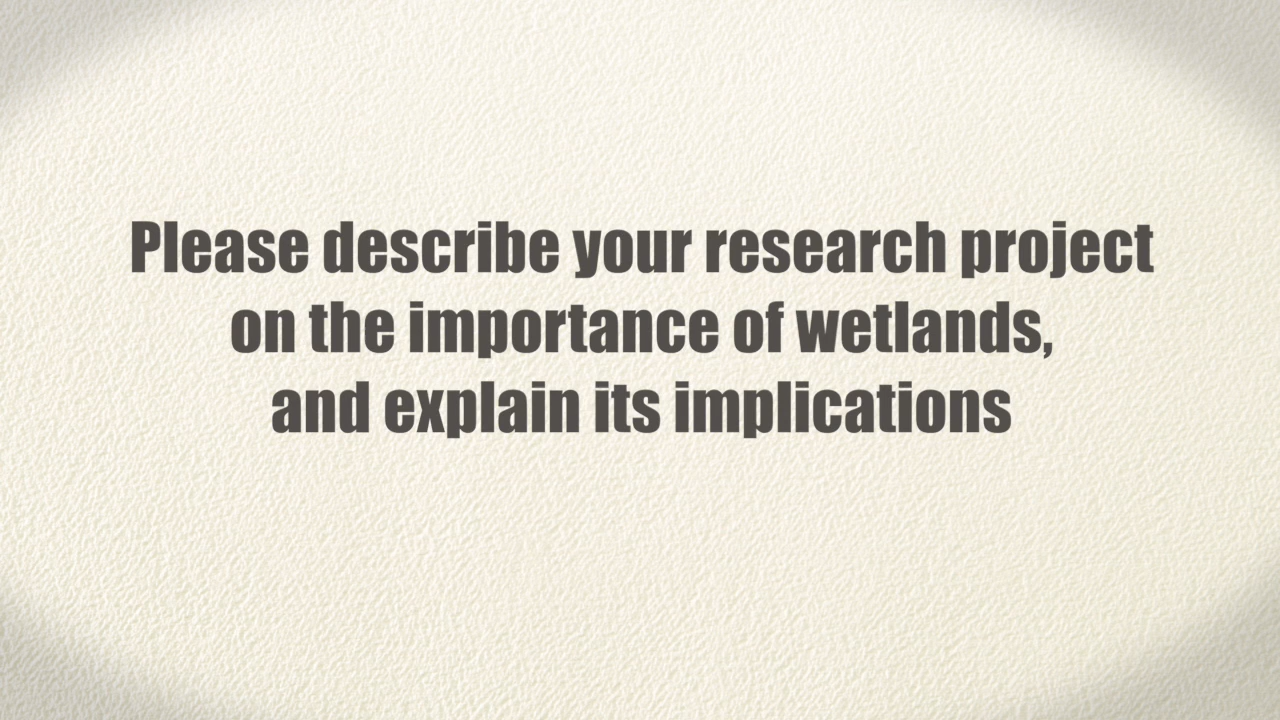 Please describe your research project
on the importance of wetlands,
and explain its implications